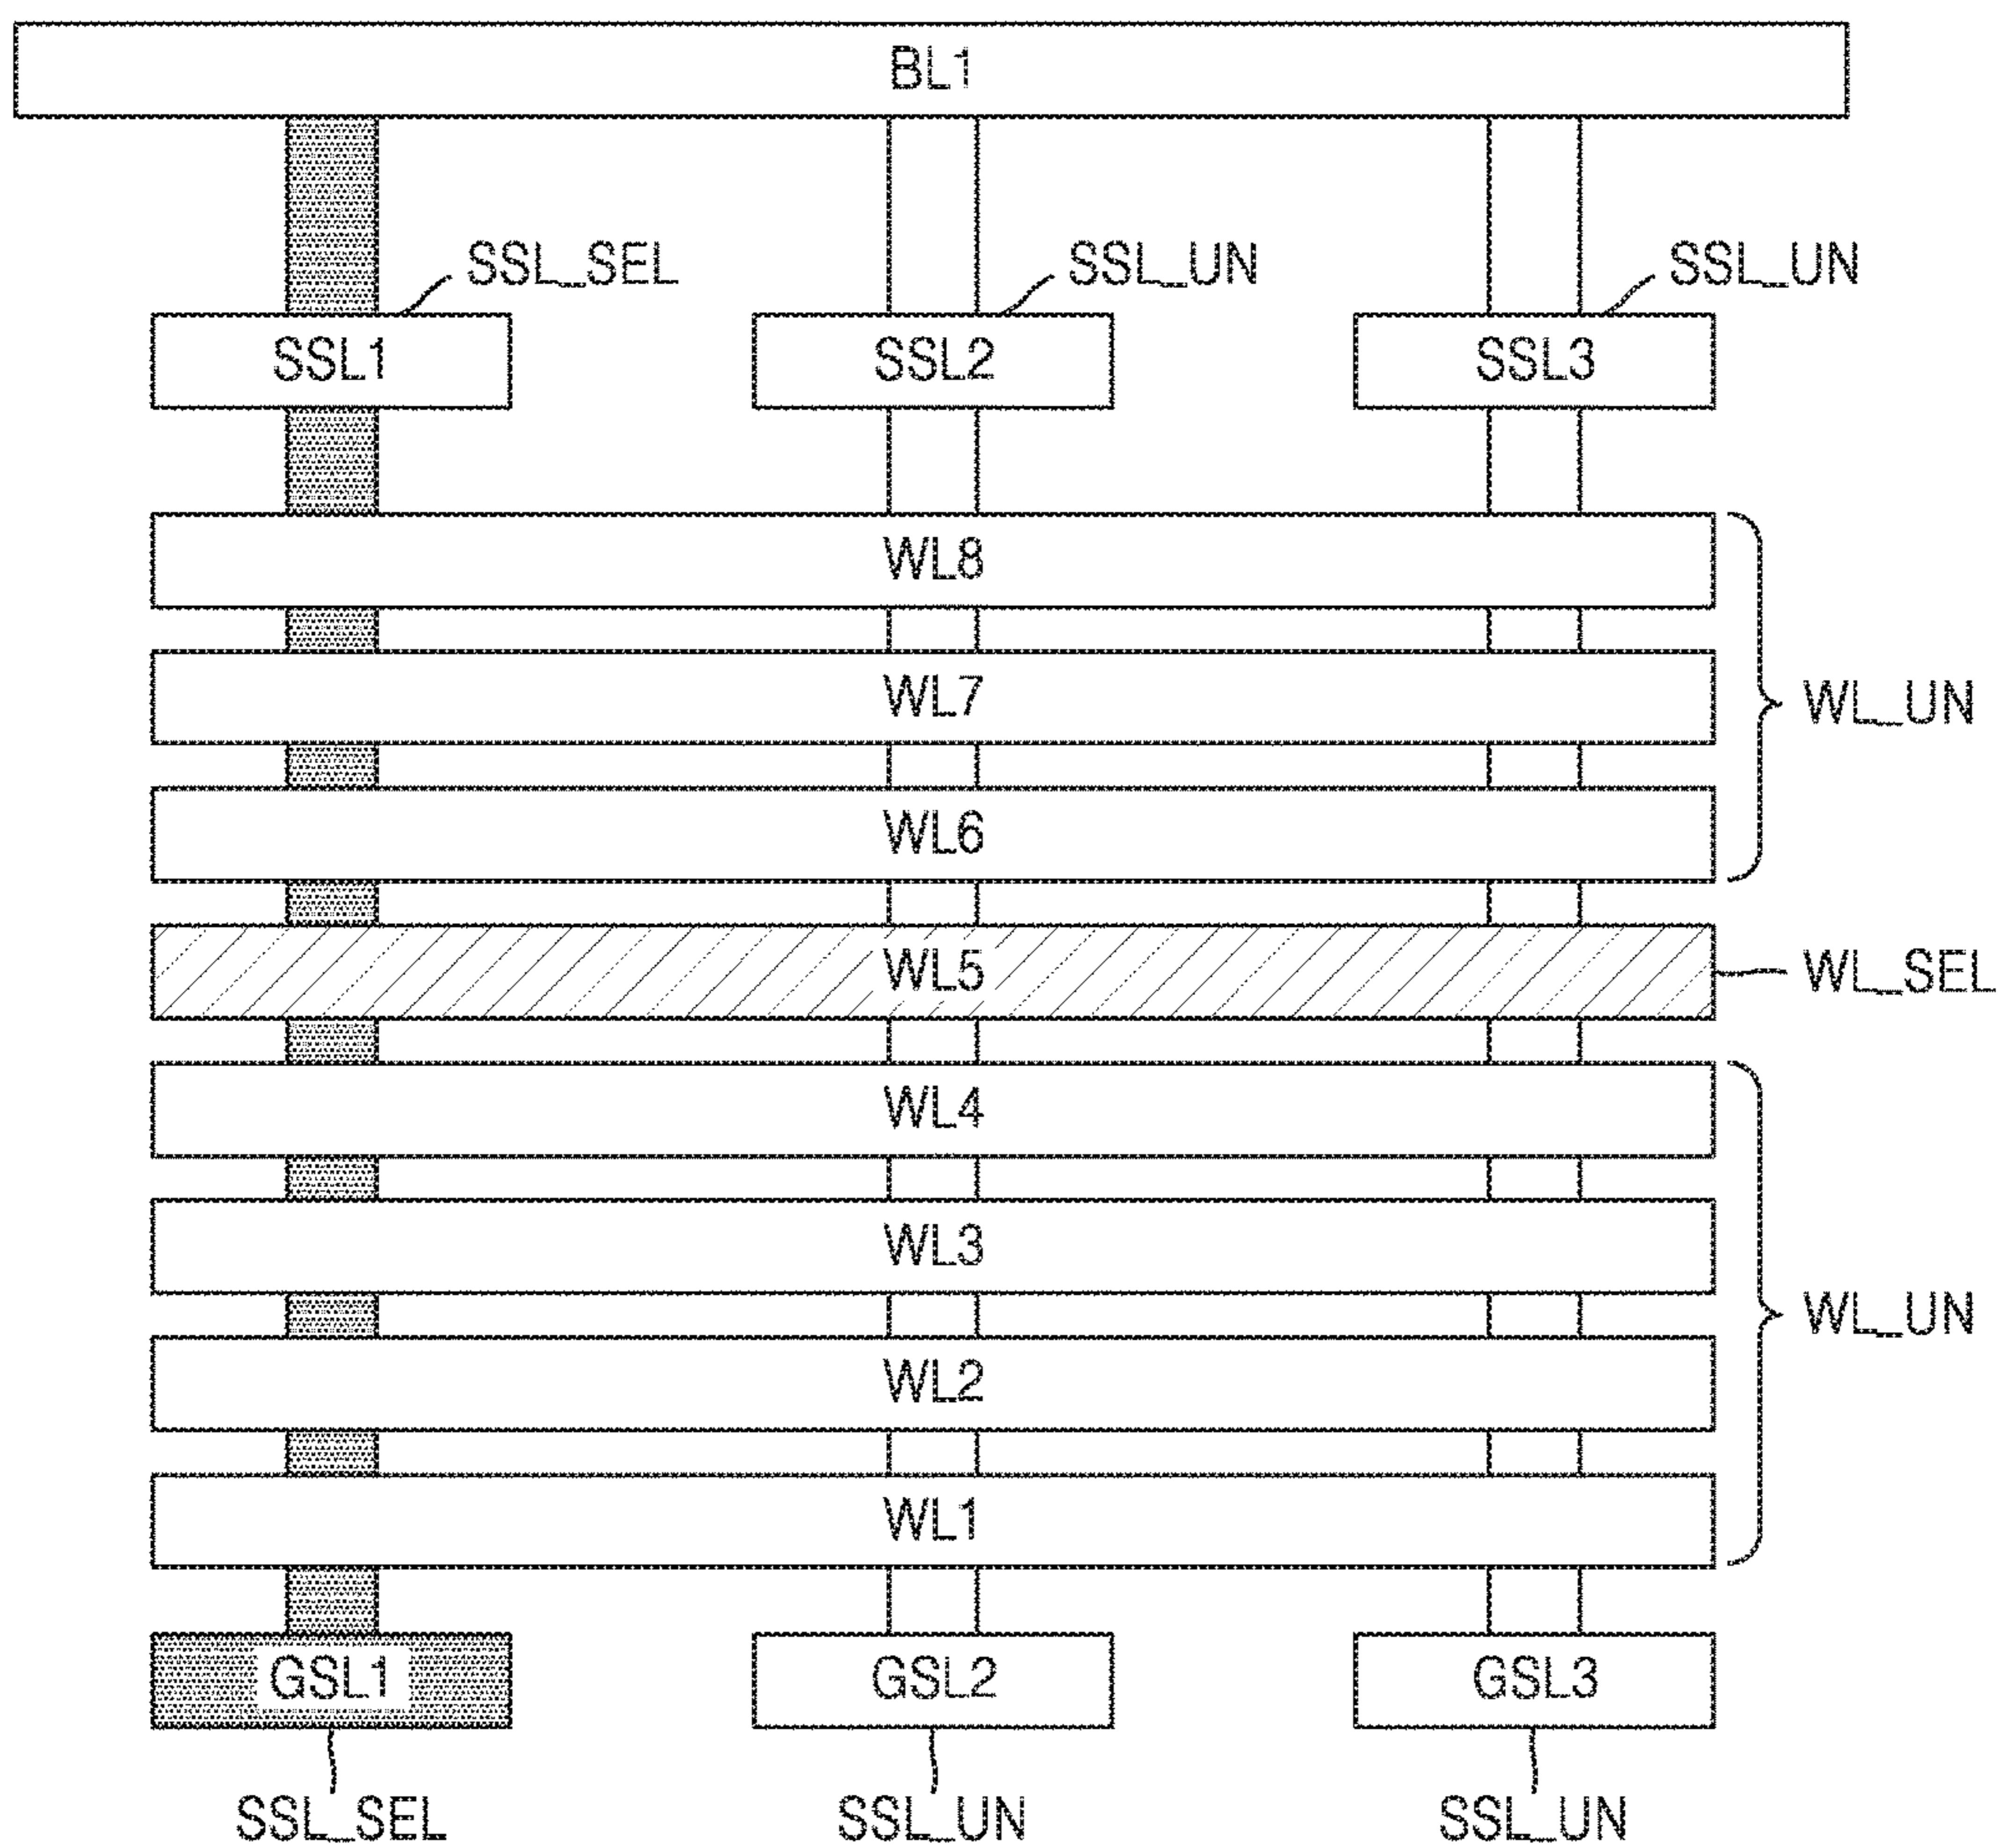 BL1
SSL_SEL
SSL_UN
SSL_UN
SSL1
SSL2
SSL3
WL8
WL7
WL_UN
WL6
WL5
WL_SEL
WL4
WL3
WL_UN
WL2
WL1
GSL1
GSL2
GSL3
SSL_SEL
SSL_UN
SSL_UN